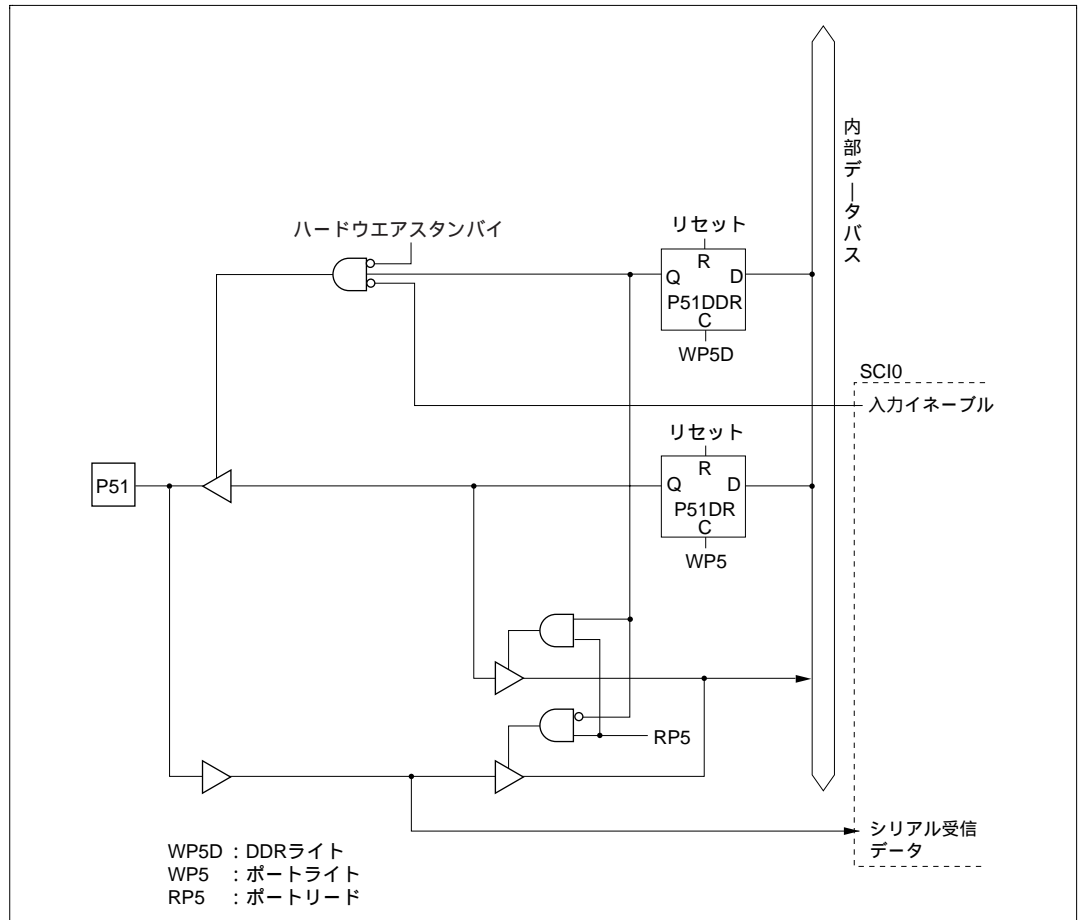 内部データバス
ハードウエアスタンバイ
リセット
R
Q D
P51DDR
C
WP5D
SCI0
入力イネーブル
リセット
R
P51
Q D
P51DR
C
WP5
RP5
シリアル受信
データ
WP5D : DDRライト
WP5 : ポートライト
RP5 : ポートリード